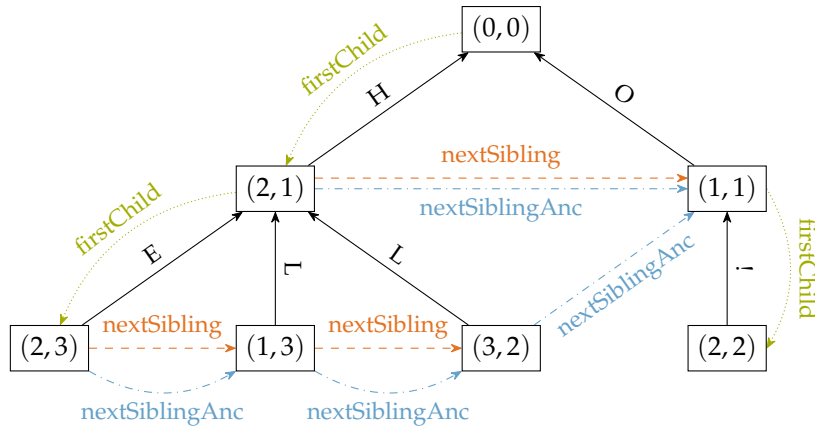 (0, 0)
firstChild
H
O
nextSibling
(2, 1)
(1, 1)
nextSiblingAnc
firstChild
E
L
L
nextSiblingAnc
!
firstChild
nextSibling
nextSibling
(2, 3)
(1, 3)
(3, 2)
(2, 2)
nextSiblingAnc
nextSiblingAnc